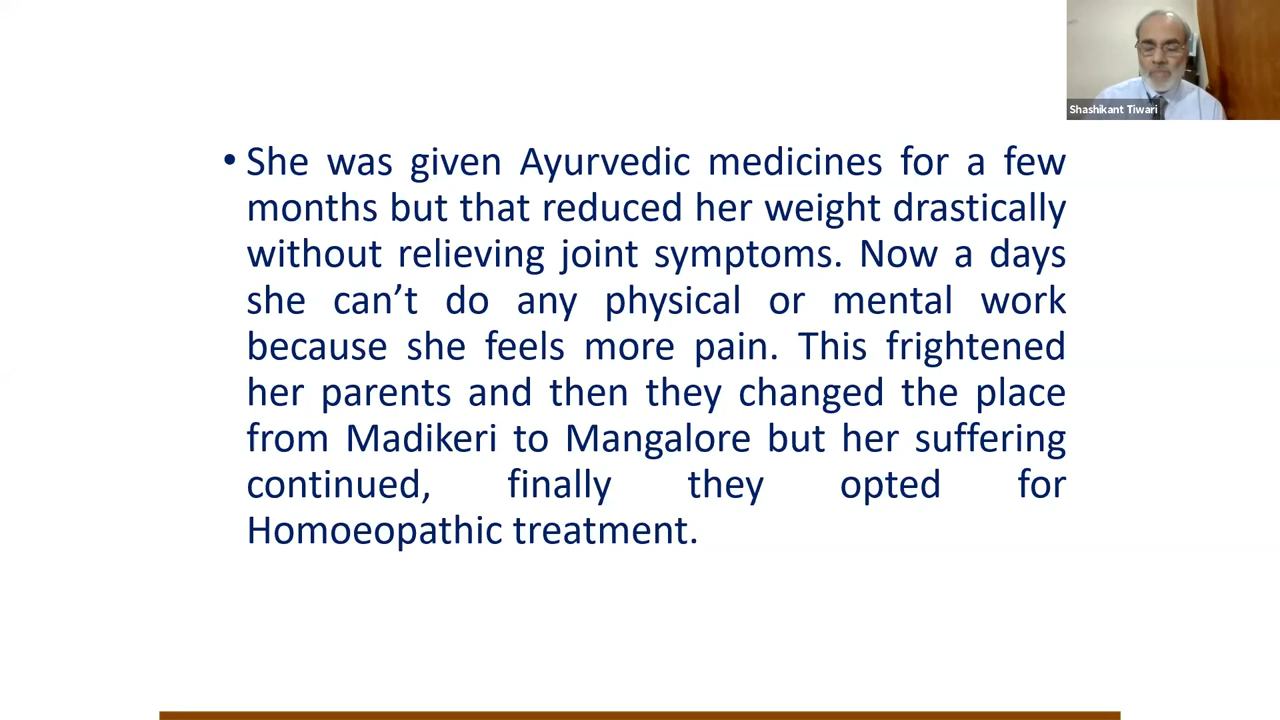 Shashikant Tiwari
• She was given Ayurvedic medicines for a few
months but that reduced her weight drastically
without relieving joint symptoms. Now a days
she can’t do any physical or mental work
because she feels more pain. This frightened
her parents and then they changed the place
from Madikeri to Mangalore but her suffering
continued, finally they opted for
Homoeopathic treatment.